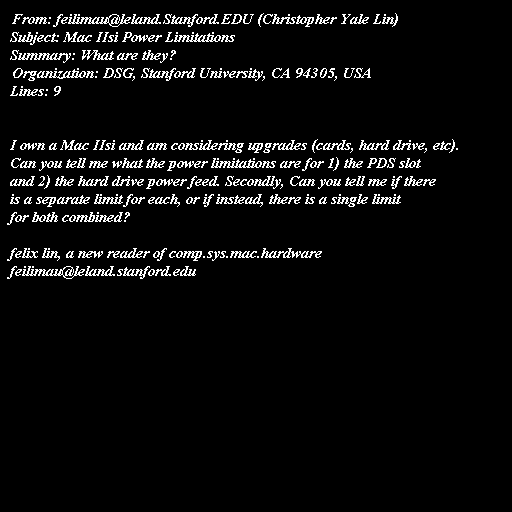 From: feilimau@leland.Stanford.EDU (Christopher Yale Lin)
Subject: Mac IIsi Power Limitations
Summary: What are they?
Organization: DSG, Stanford University, CA 94305, USA
Lines: 9
I own a Mac IIsi and am considering upgrades (cards, hard drive, etc).
Can you tell me what the power limitations are for 1) the PDS slot
and 2) the hard drive power feed. Secondly, Can you tell me if there
is a separate limit for each, or if instead, there is a single limit
for both combined?
felix lin, a new reader of comp.sys.mac.hardware
feilimau@leland.stanford.edu